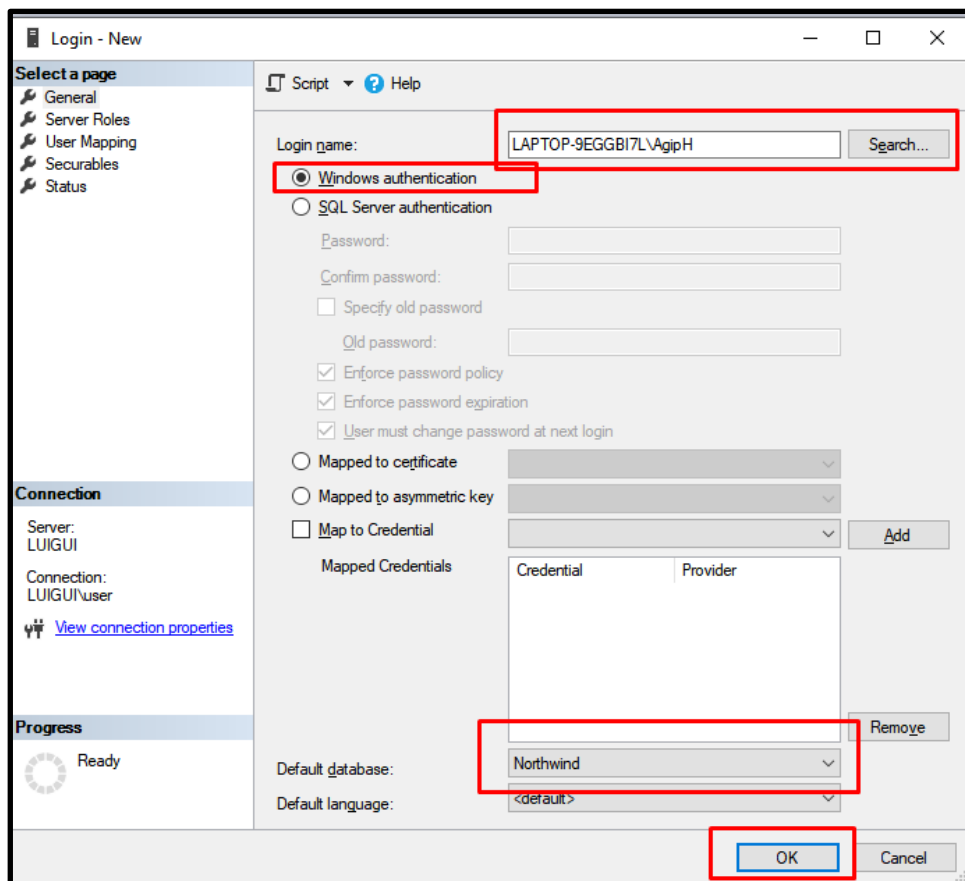 Login - New
Select a page
General
Server Roles
User Mapping
Securables
Status
Connection
Server:
LUIGUI
Connection:
LUIGUI\user
View connection properties
Progress
Ready
Script
Help
Login name: LAPTOP-9EGGBI7L\AgipH Search...
Windows authentication
SQL Server authentication
Password:
Confirm password:
Specify old password
Old password:
Enforce password policy
Enforce password expiration
User must change password at next login
Mapped to certificate
Mapped to asymmetric key
Map to Credential Add
Mapped Credentials Credential Provider
Remove
Default database: Northwind
Default language: <default>
OK Cancel